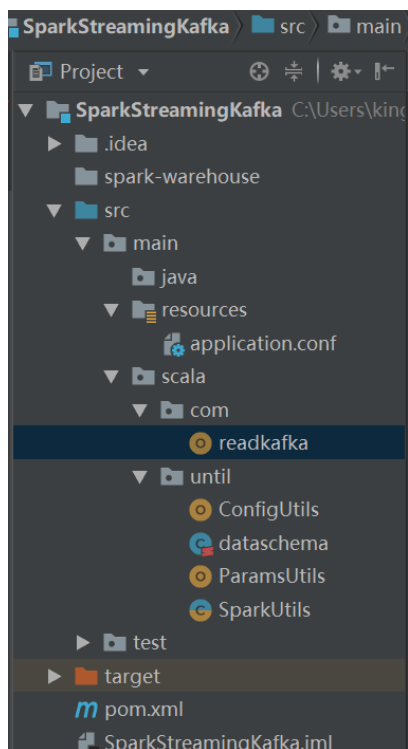 SparkStreamingKafka src main
Project
SparkStreamingKafka C:\Users\king
.idea
spark-warehouse
src
main
java
resources
application.conf
scala
com
readkafka
until
ConfigUtils
dataschema
ParamsUtils
SparkUtils
test
target
pom.xml
SparkStreamingKafka.iml